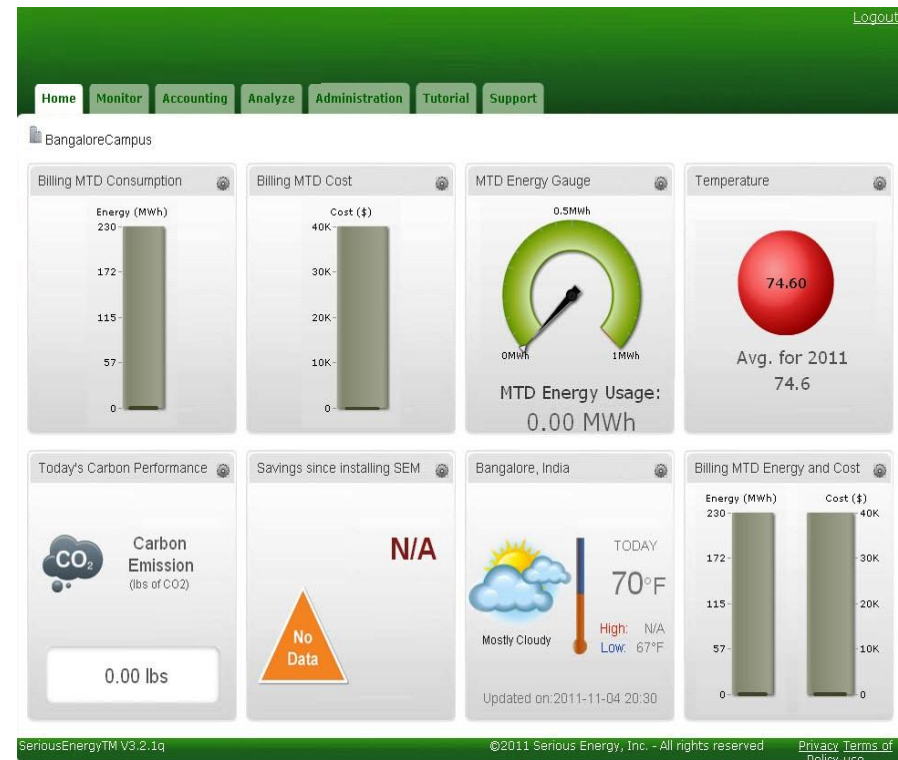 Logout
Home Monitor Accounting Analyze Administration Tutorial Support
BangaloreCampus
Billing MTD Consumption
Energy (MWh)
230
172
115
57
0
Billing MTD Cost
Cost ($)
40K
30K
20K
10K
0
MTD Energy Gauge
0.5MWh
0MWh
1MWh
MTD Energy Usage:
0.00 MWh
Temperature
74.60
Avg. for 2011
74.6
Today's Carbon Performance
CO2
Carbon
Emission
(lbs of CO2)
0.00 lbs
Savings since installing SEM
N/A
No
Data
Bangalore, India
TODAY
70°F
Mostly Cloudy
High: N/A
Low: 67°F
Updated on:2011-11-04 20:30
Billing MTD Energy and Cost
Energy (MWh) Cost ($)
230 40K
172 30K
115 20K
57 10K
0 0
SeriousEnergyTM V3.2.1q ©2011 Serious Energy, Inc. - All rights reserved Privacy Terms of
Policy use